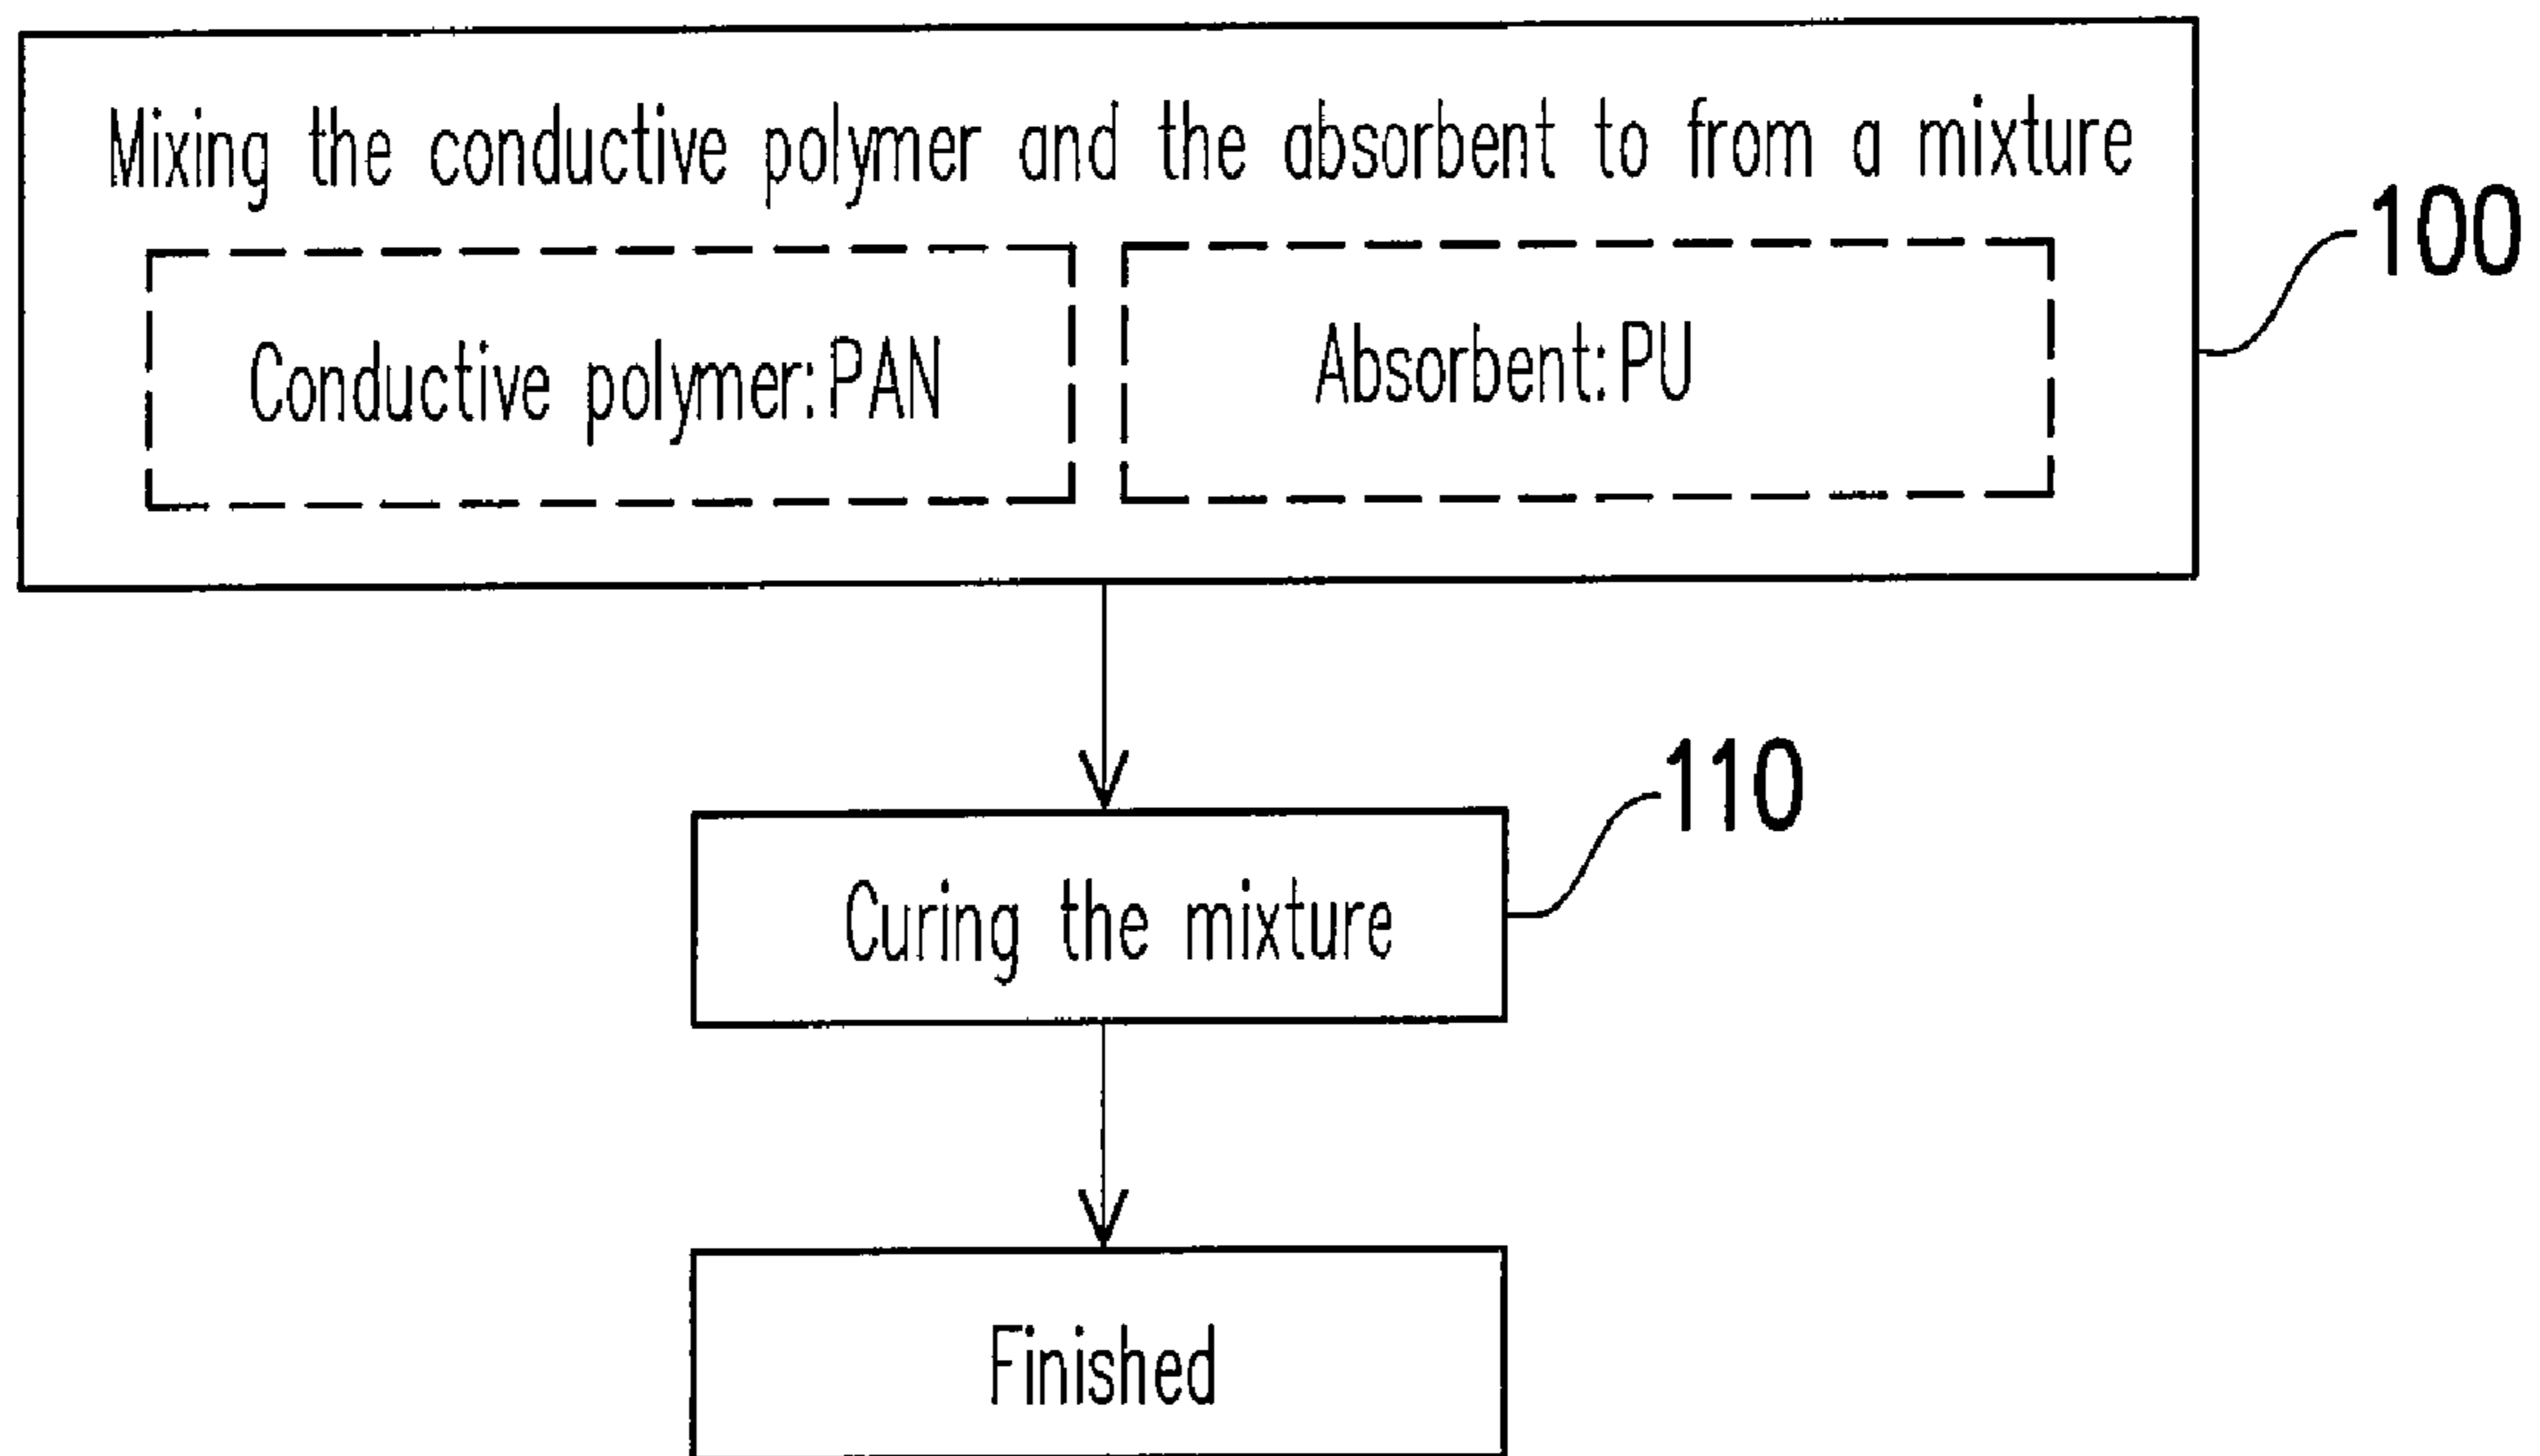 Mixing the conductive polymer and the absorbent to from a mixture
100
Conductive polymer:PAN
Absorbent:PU
110
Curing the mixture
Finished